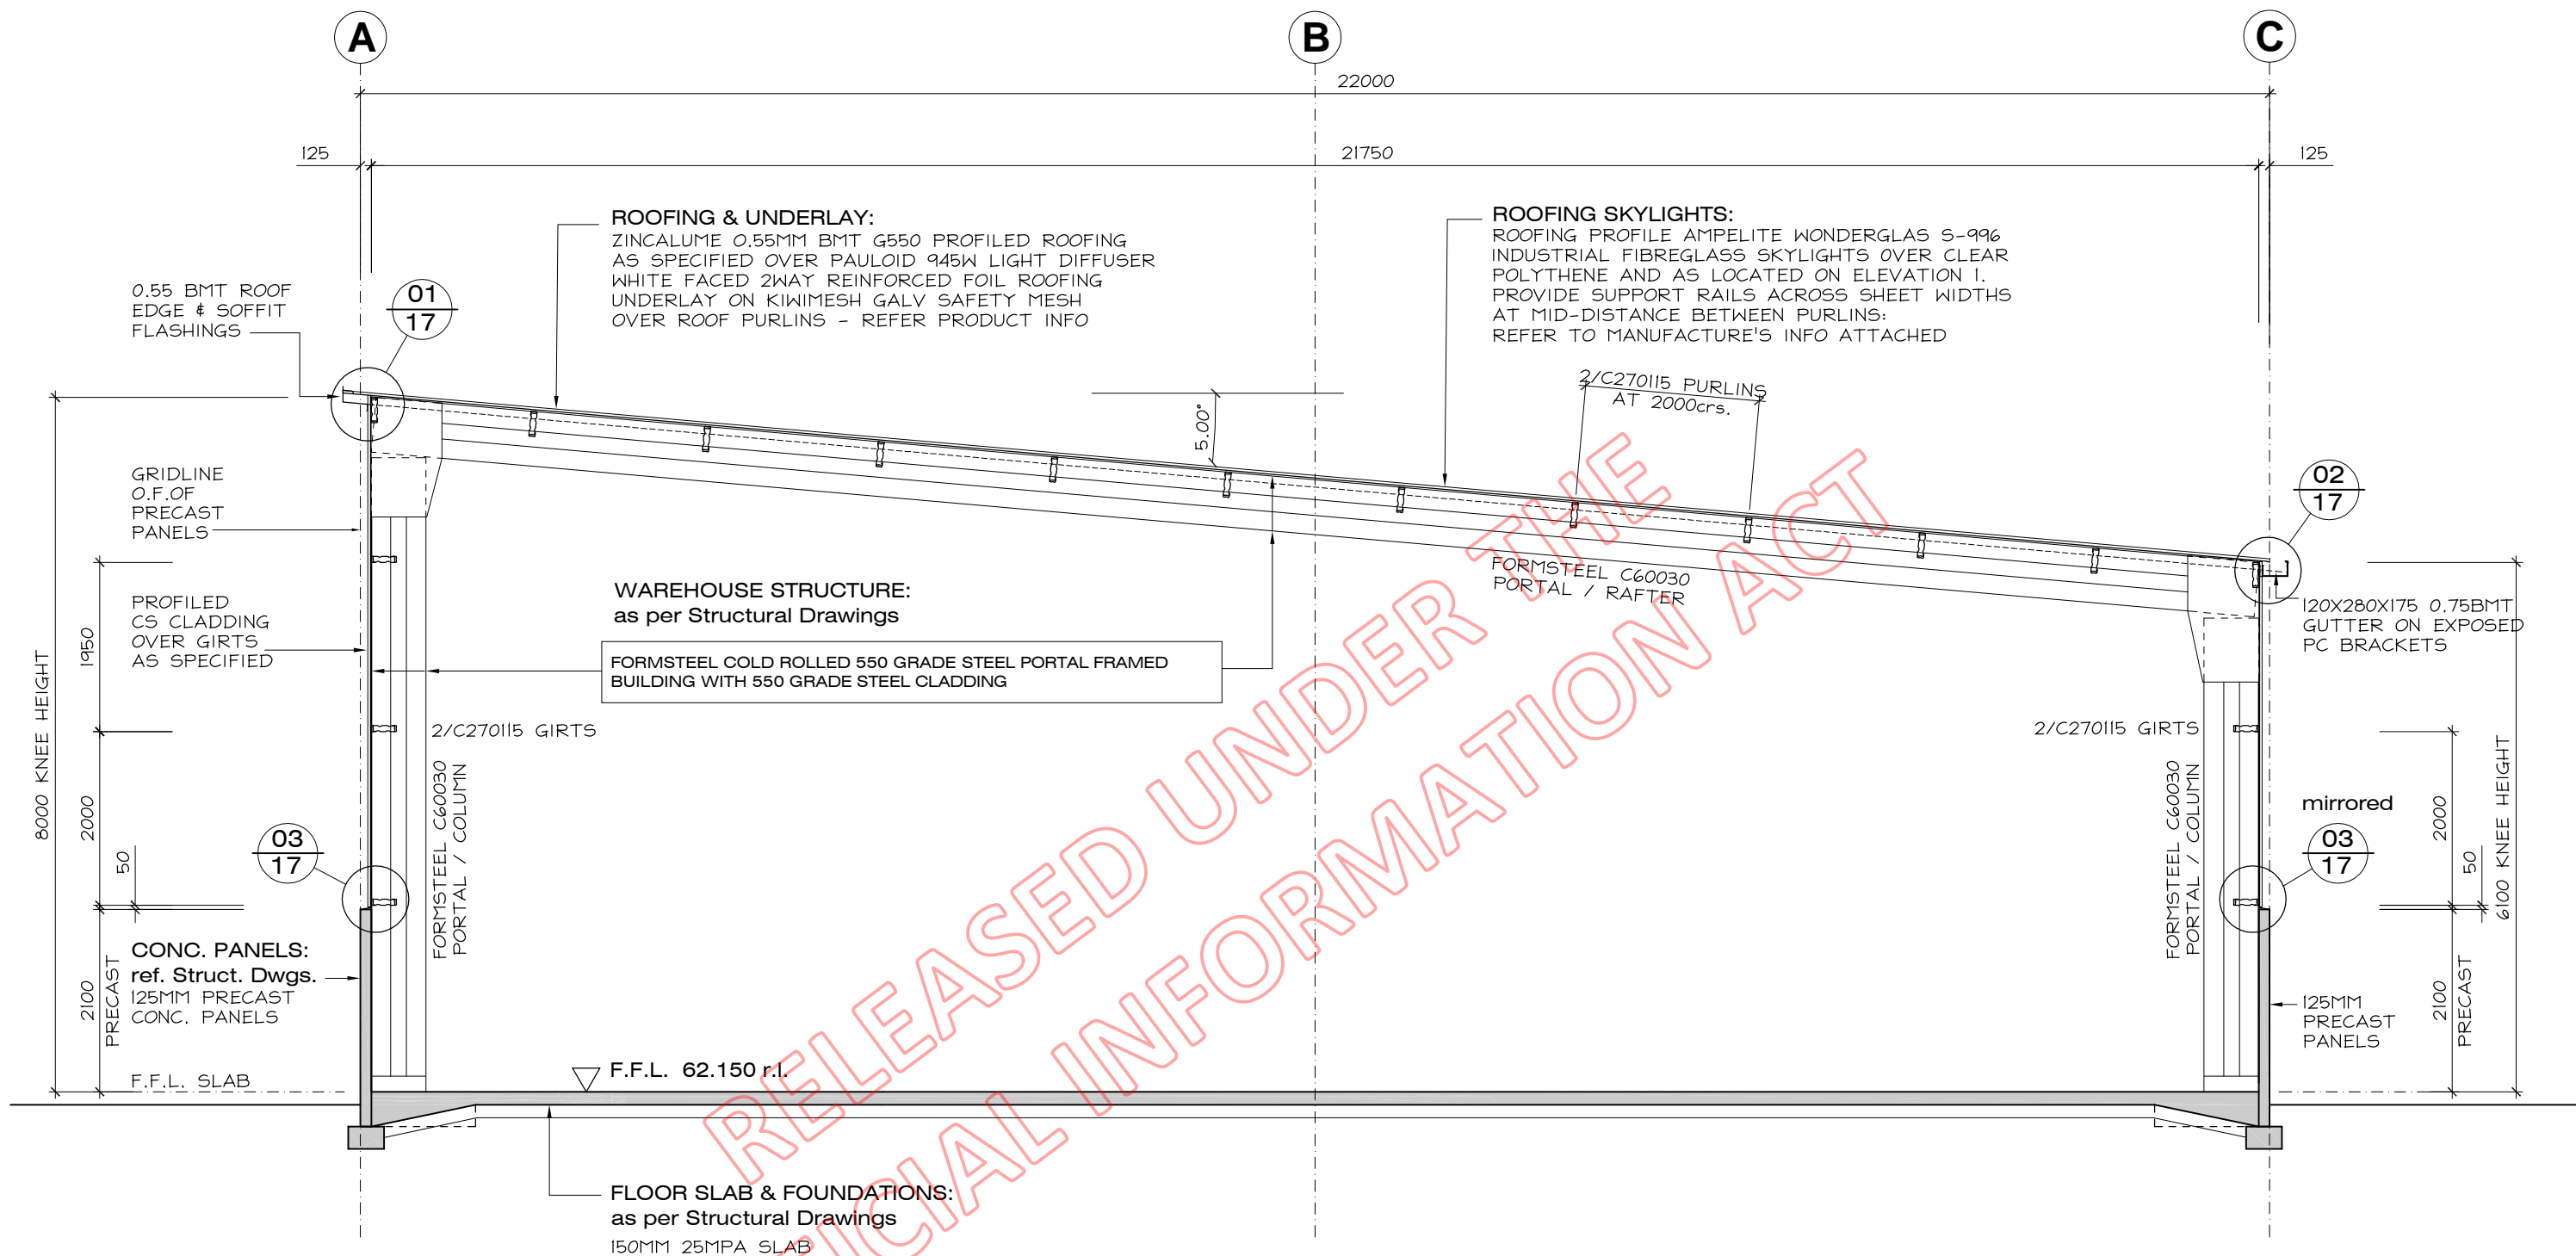 A
B
C
22000
125
21750
125
ROOFING & UNDERLAY:
ZINCALUME 0.55MM BMT G550 PROFILED ROOFING
AS SPECIFIED OVER PAULOID 945W LIGHT DIFFUSER
WHITE FACED 2WAY REINFORCED FOIL ROOFING
UNDERLAY ON KIWIMESH GALV SAFETY MESH
OVER ROOF PURLINS - REFER PRODUCT INFO
ROOFING SKYLIGHTS:
ROOFING PROFILE AMPELITE WONDERGLAS S-996
INDUSTRIAL FIBREGLASS SKYLIGHTS OVER CLEAR
POLYTHENE AND AS LOCATED ON ELEVATION 1.
PROVIDE SUPPORT RAILS ACROSS SHEET WIDTHS
AT MID-DISTANCE BETWEEN PURLINS:
REFER TO MANUFACTURE'S INFO ATTACHED
0.55 BMT ROOF
EDGE & SOFFIT
FLASHINGS
01
17
2/C270115 PURLINS
AT 2000crs.
5.00°
GRIDLINE
O.F.OF
PRECAST
PANELS
02
17
PROFILED
CS CLADDING
OVER GIRTS
AS SPECIFIED
WAREHOUSE STRUCTURE:
as per Structural Drawings
FORMSTEEL COLD ROLLED 550 GRADE STEEL PORTAL FRAMED
BUILDING WITH 550 GRADE STEEL CLADDING
FORMSTEEL C60030
PORTAL / RAFTER
120X280X175 0.75BMT
GUTTER ON EXPOSED
PC BRACKETS
8000 KNEE HEIGHT
1950
2000
50
2100
PRECAST
2/C270115 GIRTS
FORMSTEEL C60030
PORTAL / COLUMN
03
17
2/C270115 GIRTS
FORMSTEEL C60030
PORTAL / COLUMN
mirrored
03
17
2000
50
2100
PRECAST
6100 KNEE HEIGHT
CONC. PANELS:
ref. Struct. Dwgs.
125MM PRECAST
CONC. PANELS
125MM
PRECAST
PANELS
F.F.L. SLAB
F.F.L. 62.150 r.l.
FLOOR SLAB & FOUNDATIONS:
as per Structural Drawings
150MM 25MPA SLAB
RELEASED UNDER THE
ICIAL INFORMATION ACT